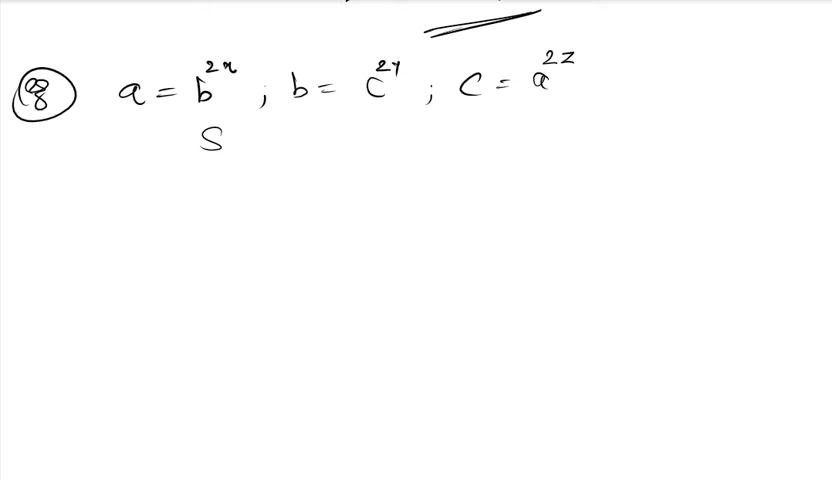 ⑧ a = b^{2x} ; b = c^{2y} ; c = a^{2z}
S